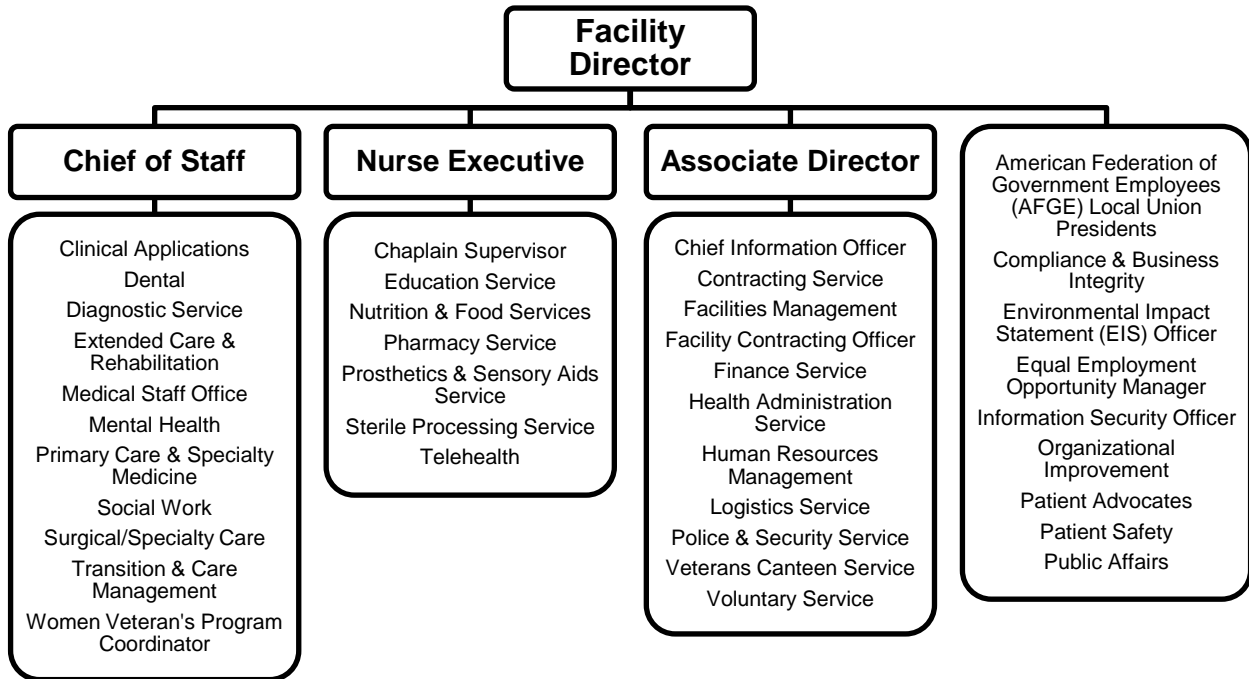 Facility
Director
Chief of Staff
Clinical Applications
Dental
Diagnostic Service
Extended Care &
Rehabilitation
Medical Staff Office
Mental Health
Primary Care & Specialty
Medicine
Social Work
Surgical/Specialty Care
Transition & Care
Management
Women Veteran's Program
Coordinator
Nurse Executive
Chaplain Supervisor
Education Service
Nutrition & Food Services
Pharmacy Service
Prosthetics & Sensory Aids
Service
Sterile Processing Service
Telehealth
Associate Director
Chief Information Officer
Contracting Service
Facilities Management
Facility Contracting Officer
Finance Service
Health Administration
Service
Human Resources
Management
Logistics Service
Police & Security Service
Veterans Canteen Service
Voluntary Service
American Federation of
Government Employees
(AFGE) Local Union
Presidents
Compliance & Business
Integrity
Environmental Impact
Statement (EIS) Officer
Equal Employment
Opportunity Manager
Information Security Officer
Organizational
Improvement
Patient Advocates
Patient Safety
Public Affairs